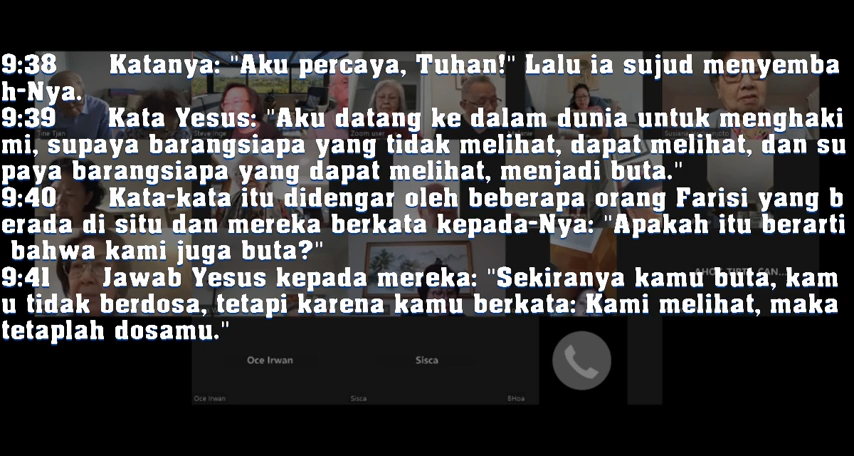 9:38 Katanya: "Aku percaya, Tuhan!" Lalu ia sujud menyemba
h-Nya.
9:39 Kata Yesus: "Aku datang ke dalam dunia untuk menghaki
mi, supaya barangsiapa yang tidak melihat, dapat melihat, dan su
paya barangsiapa yang dapat melihat, menjadi buta."
9:40 Kata-kata itu didengar oleh beberapa orang Farisi yang b
erada di situ dan mereka berkata kepada-Nya: "Apakah itu berarti
bahwa kami juga buta?"
9:41 Jawab Yesus kepada mereka: "Sekiranya kamu buta, kam
u tidak berdosa, tetapi karena kamu berkata: Kami melihat, maka
tetaplah dosamu."
Oce Irwan
Sisca
Oce Irwan
Sisca
BHoa